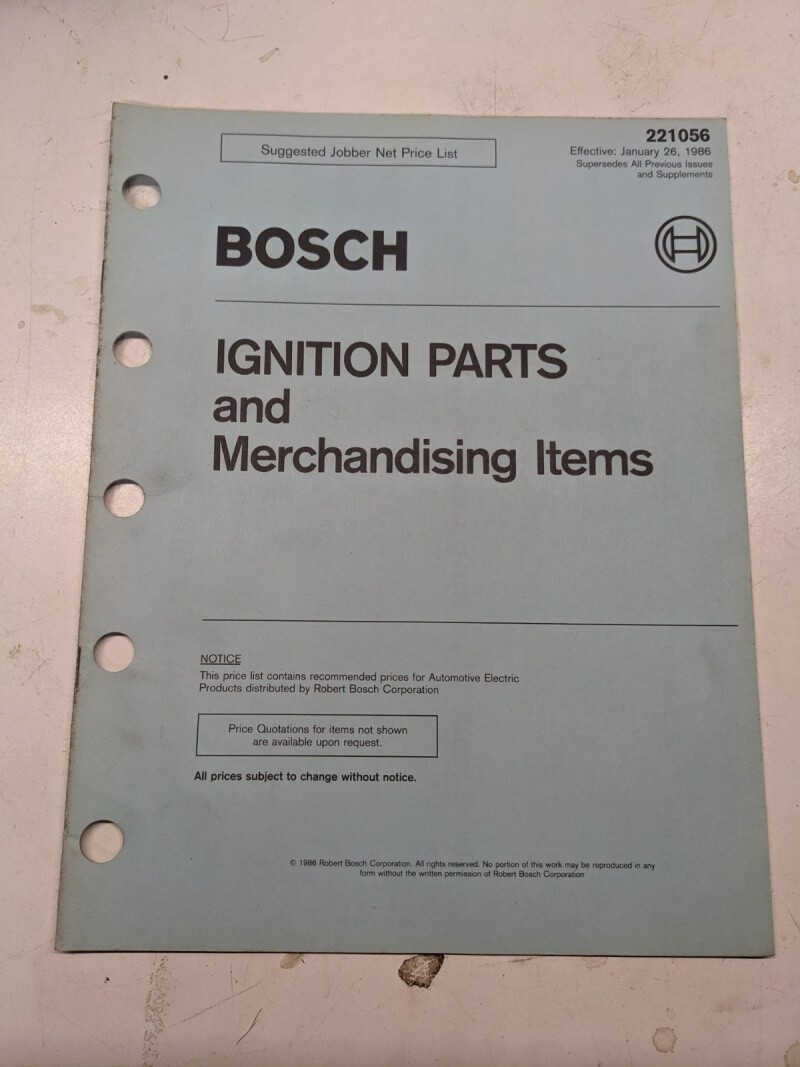 Suggested Jobber Net Price List
221056
Effective: January 26, 1986
Supersedes All Previous Issues
and Supplements
BOSCH
IGNITION PARTS
and
Merchandising Items
NOTICE
This price list contains recommended prices for Automotive Electric
Products distributed by Robert Bosch Corporation
Price Quotations for items not shown
are available upon request.
All prices subject to change without notice.
© 1986 Robert Bosch Corporation. All rights reserved. No portion of this work may be reproduced in any
form without the written permission of Robert Bosch Corporation